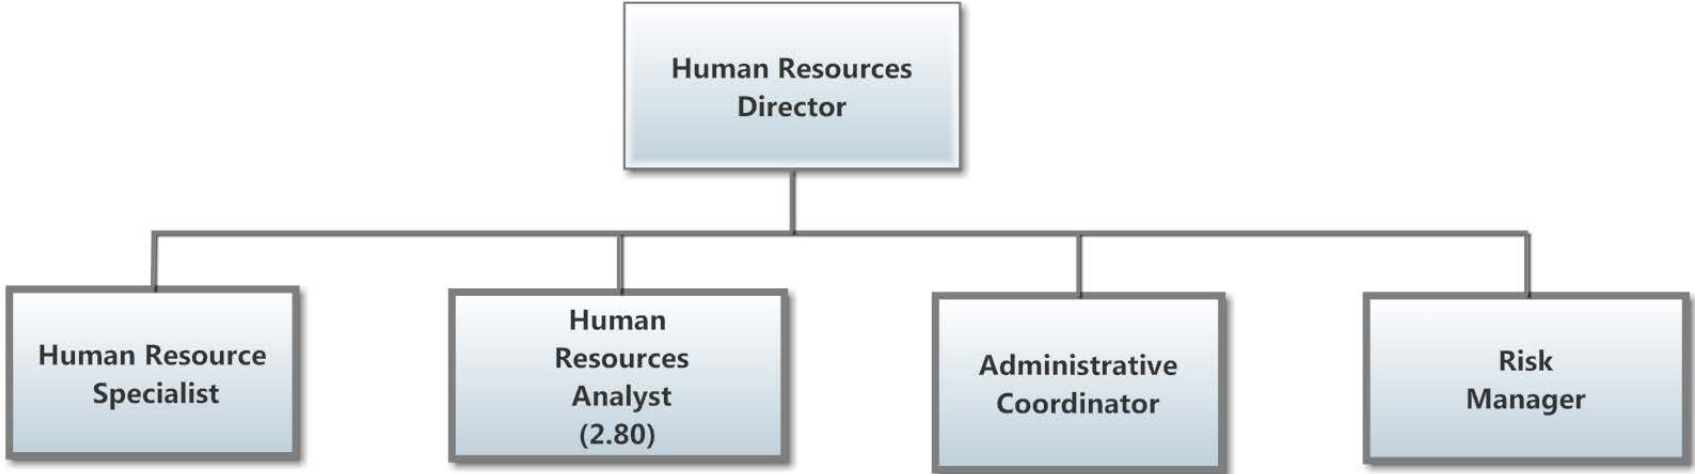 Human Resources
Director
Human Resource
Specialist
Human
Resources
Analyst
(2.80)
Administrative
Coordinator
Risk
Manager